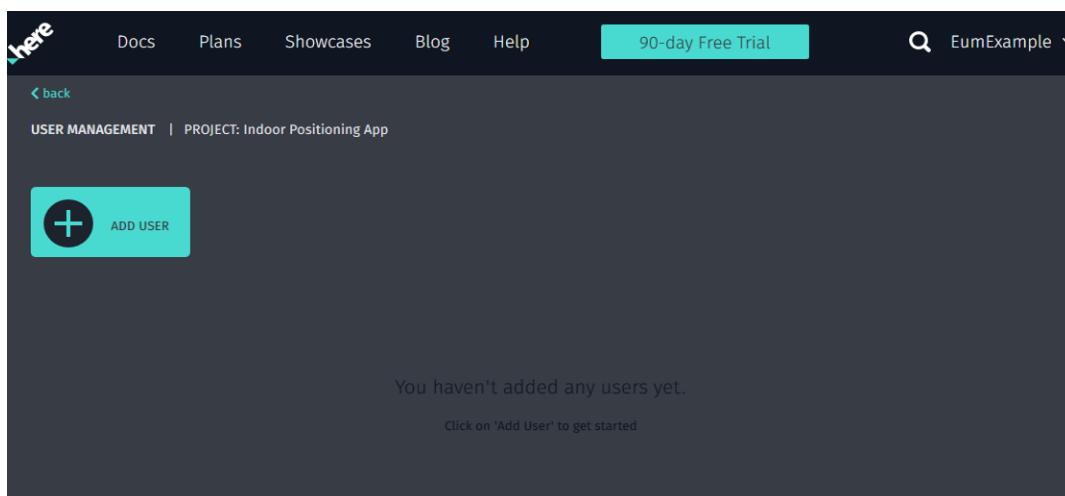 here Docs Plans Showcases Blog Help 90-day Free Trial EumExample
back
USER MANAGEMENT | PROJECT: Indoor Positioning App
ADD USER
You haven't added any users yet.
Click on 'Add User' to get started